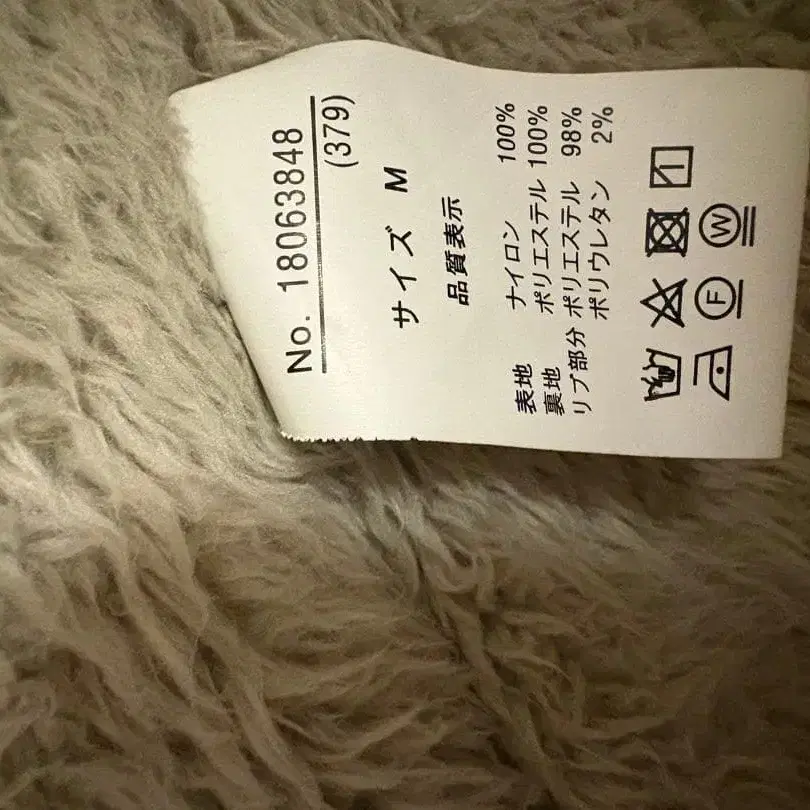 No. 18063848
(379)
サイズ M
品質表示
表地 ナイロン 100%
裏地 ポリエステル 100%
リブ部分 ポリエステル 98%
ポリウレタン 2%
F W